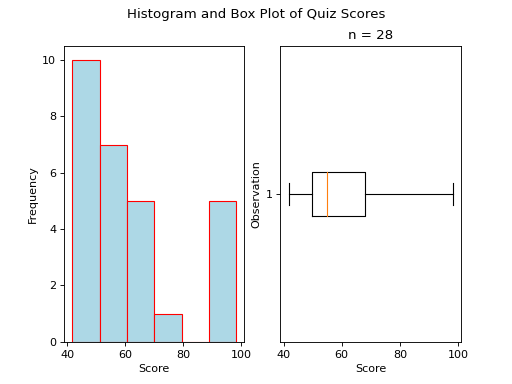 Histogram and Box Plot of Quiz Scores
n = 28
10
8
6
4
2
0
Frequency
40 60 80 100
Score
Observation
1
40 60 80 100
Score